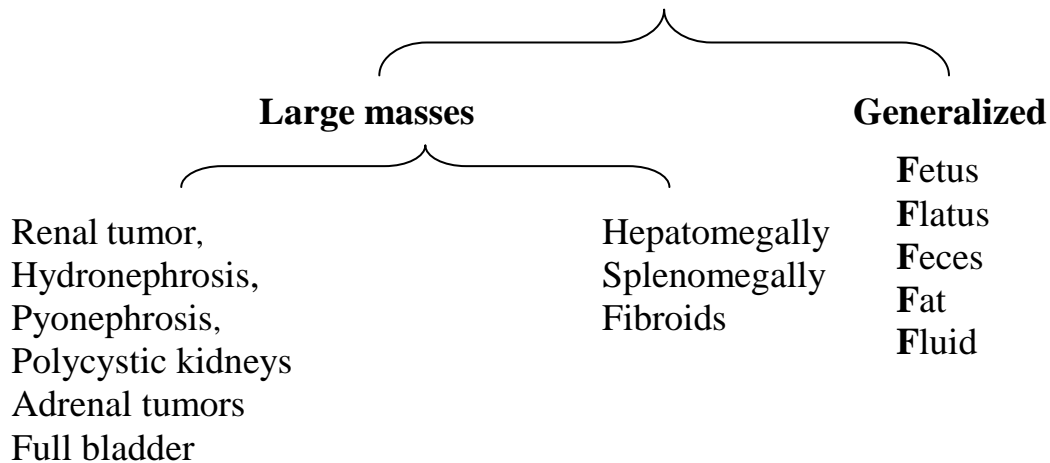 Large masses
Renal tumor,
Hydronephrosis,
Pyonephrosis,
Polycystic kidneys
Adrenal tumors
Full bladder
Hepatomegally
Splenomegally
Fibroids
Generalized
Fetus
Flatus
Feces
Fat
Fluid